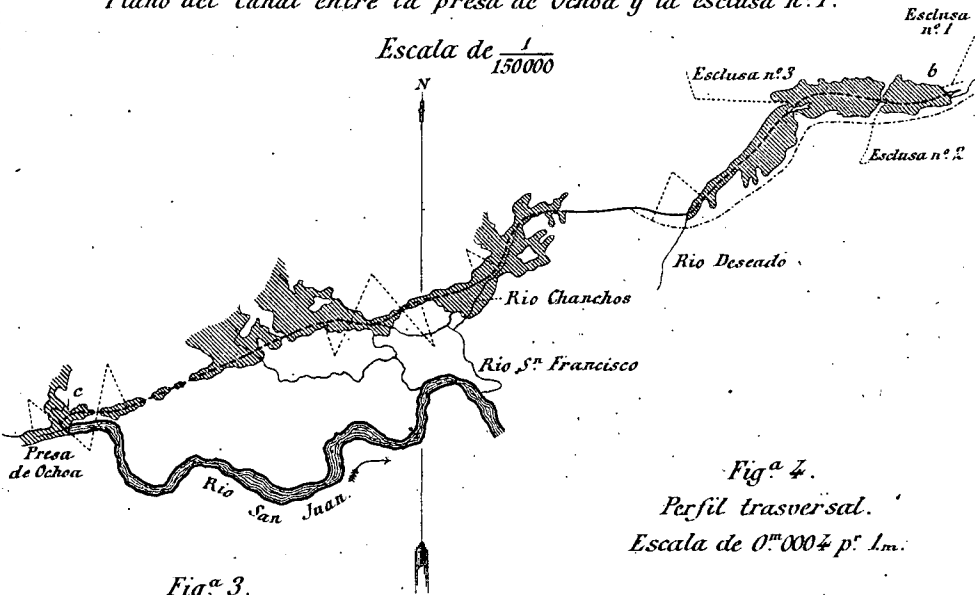 Plano del Canal entre la presa de Ochoa y la esclusa n.º 1.
Escala de 1/150000
N
Esclusa
n.º 1
b
Esclusa n.º 3
Esclusa n.º 2
Rio Deseado
Rio Chanchos
Rio S.n Francisco
c
Presa
de Ochoa
Rio San Juan.
Fig.a 4.
Perfil trasversal.
Escala de 0.m0004 p.r 1.m.
Fig.a 3.